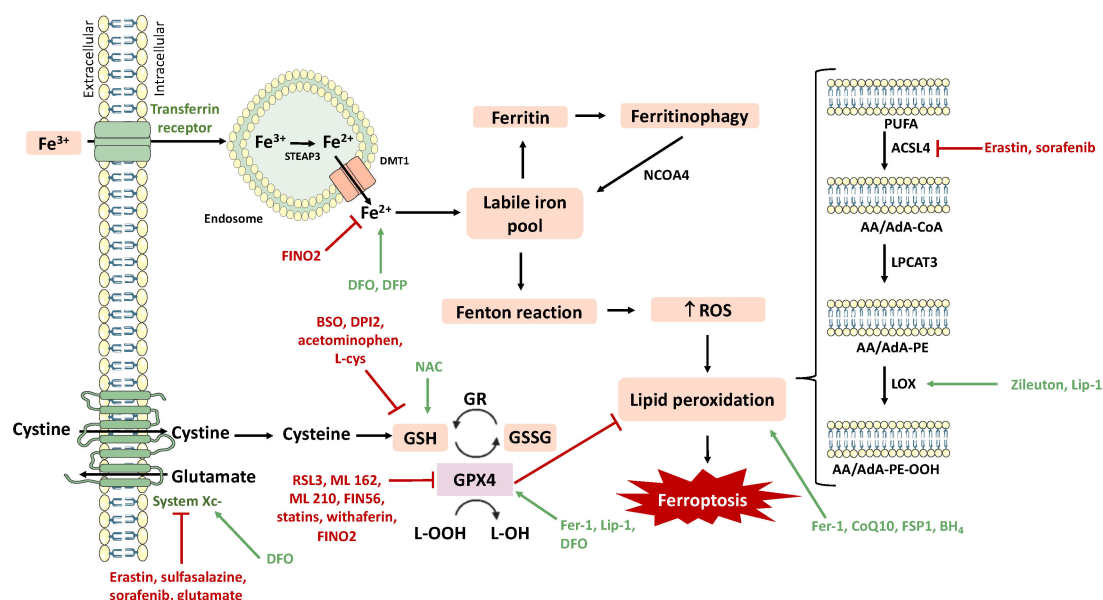 Extracellular
Intracellular
Transferrin
receptor
Fe³⁺
Fe³⁺
Fe²⁺
STEAP3
DMT1
Endosome
Fe²⁺
FINO2
DFO, DFP
Ferritin
Ferritinophagy
NCOA4
Labile iron
pool
Fenton reaction
↑ ROS
Lipid peroxidation
Ferroptosis
BSO, DPI2,
acetominophen,
L-cys
NAC
GR
Cystine
Cystine
Cysteine
GSH
GSSG
Glutamate
System Xc-
DFO
Erastin, sulfasalazine,
sorafenib, glutamate
RSL3, ML 162,
ML 210, FIN56,
statins, withaferin,
FINO2
GPX4
L-OOH
L-OH
Fer-1, Lip-1,
DFO
Fer-1, CoQ10, FSP1, BH₄
PUFA
ACSL4
Erastin, sorafenib
AA/AdA-CoA
LPCAT3
AA/AdA-PE
LOX
Zileuton, Lip-1
AA/AdA-PE-OOH